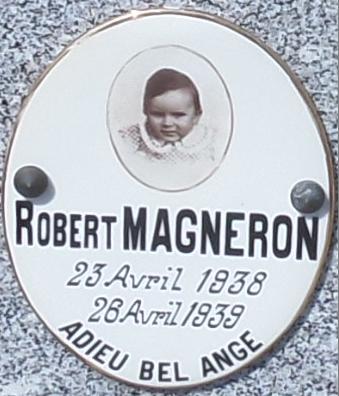 ROBERT MAGNERON
23 Avril 1938
26 Avril 1939
ADIEU BEL ANGE